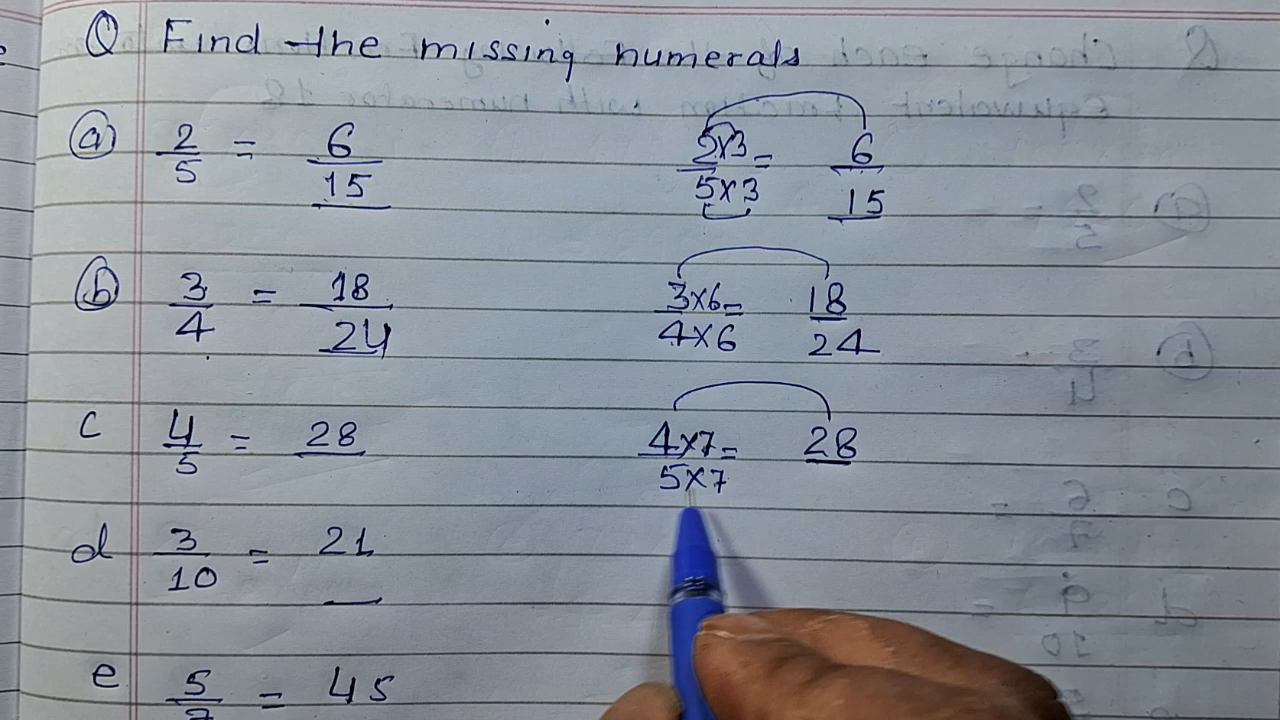 Q Find the missing numerals
a 2/5 = 6/15 2x3/5x3 = 6/15
b 3/4 = 18/24 3x6/4x6 = 18/24
c 4/5 = 28 4x7/5x7 = 28
d 3/10 = 21
e 5/7 = 45